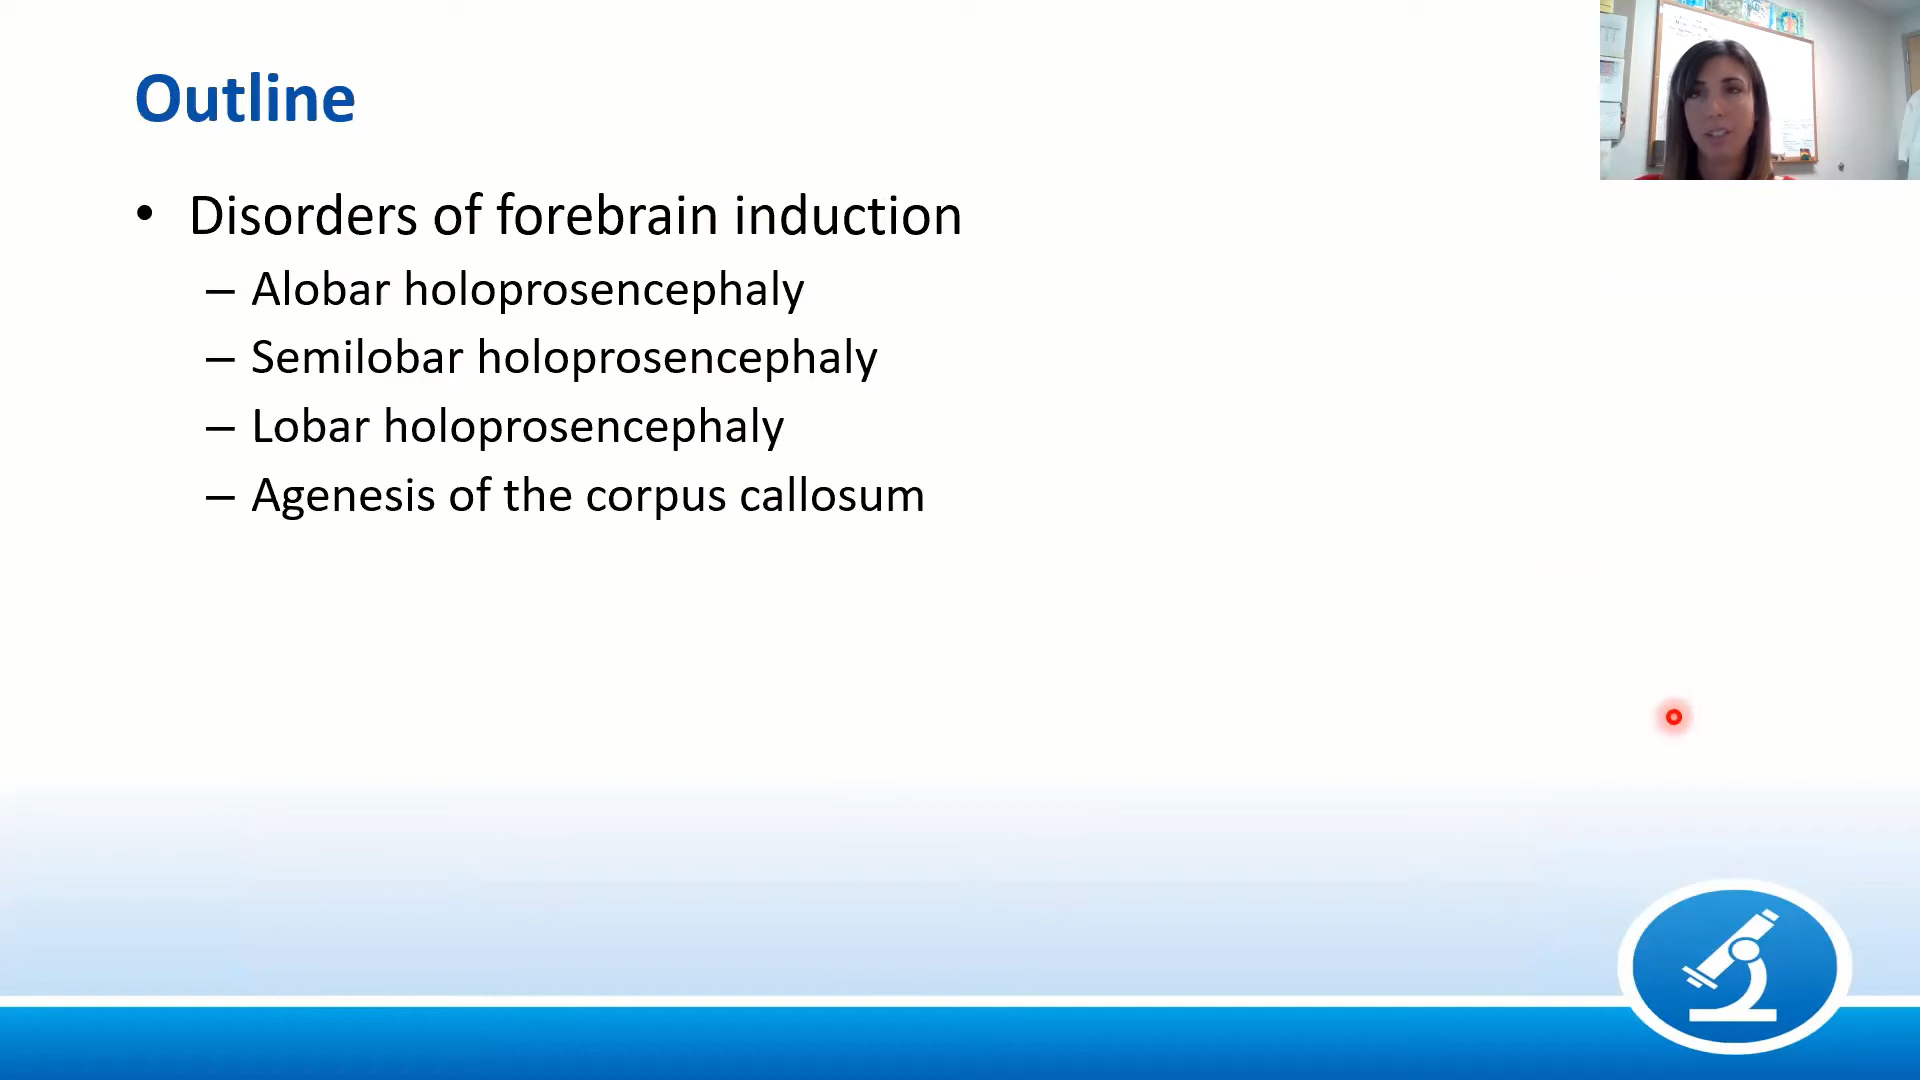 Outline
• Disorders of forebrain induction
– Alobar holoprosencephaly
– Semilobar holoprosencephaly
– Lobar holoprosencephaly
– Agenesis of the corpus callosum